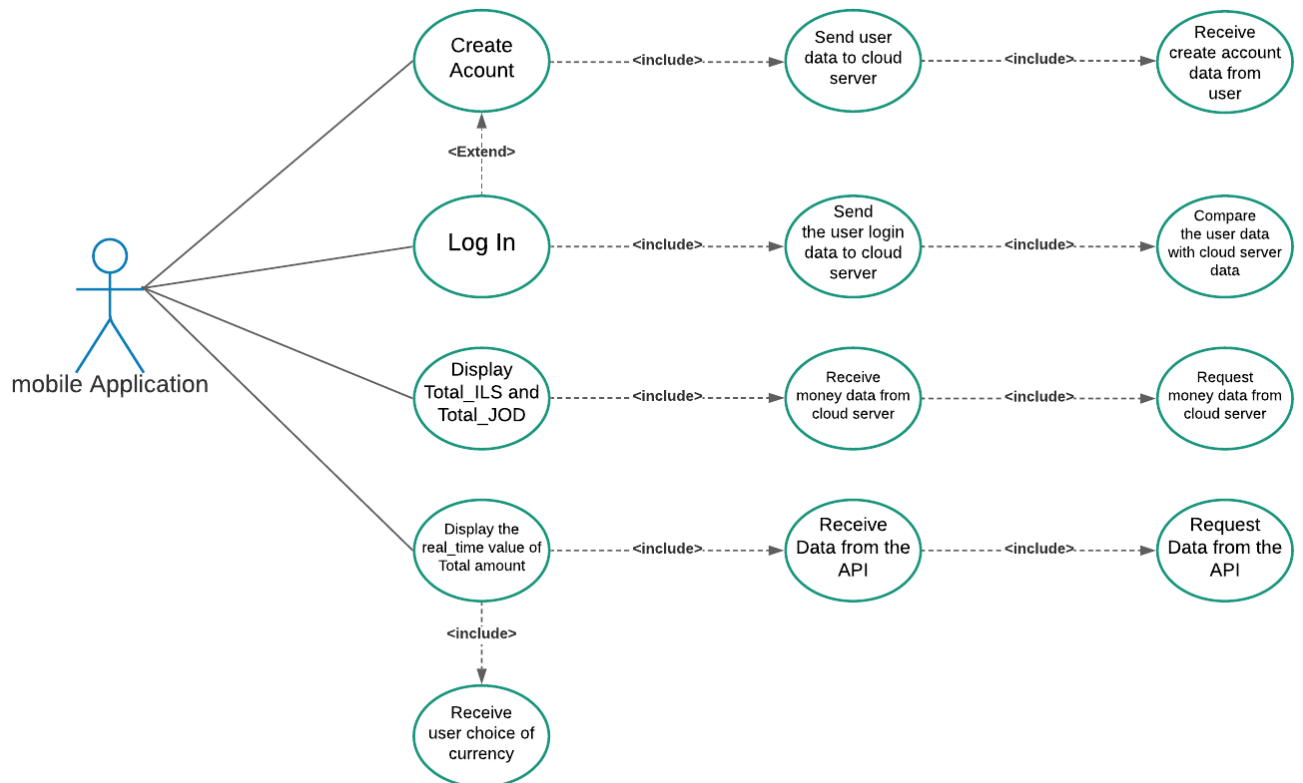 Create
Acount
<include>
Send user
data to cloud
server
<include>
Receive
create account
data from
user
<Extend>
Log In
<include>
Send
the user login
data to cloud
server
<include>
Compare
the user data
with cloud server
data
mobile Application
Display
Total_ILS and
Total_JOD
<include>
Receive
money data from
cloud server
<include>
Request
money data from
cloud server
Display the
real_time value of
Total amount
<include>
Receive
Data from the
API
<include>
Request
Data from the
API
<include>
Receive
user choice of
currency